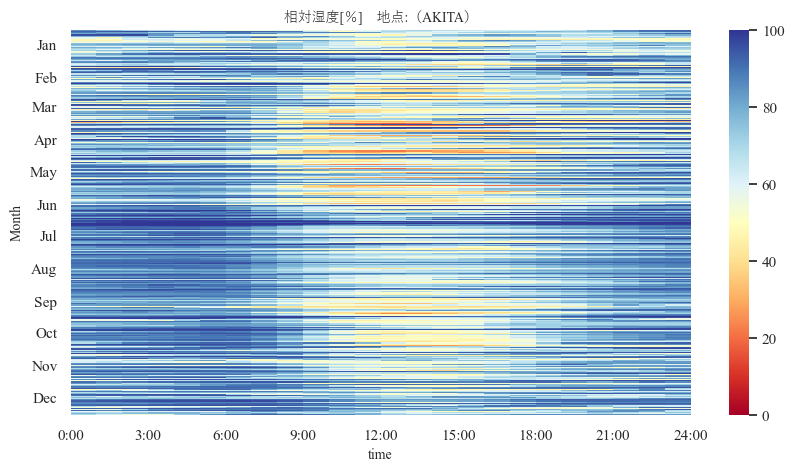 相対湿度[%]　地点:（AKITA）
Month
Jan
Feb
Mar
Apr
May
Jun
Jul
Aug
Sep
Oct
Nov
Dec
0:00 3:00 6:00 9:00 12:00 15:00 18:00 21:00 24:00
time
100
80
60
40
20
0